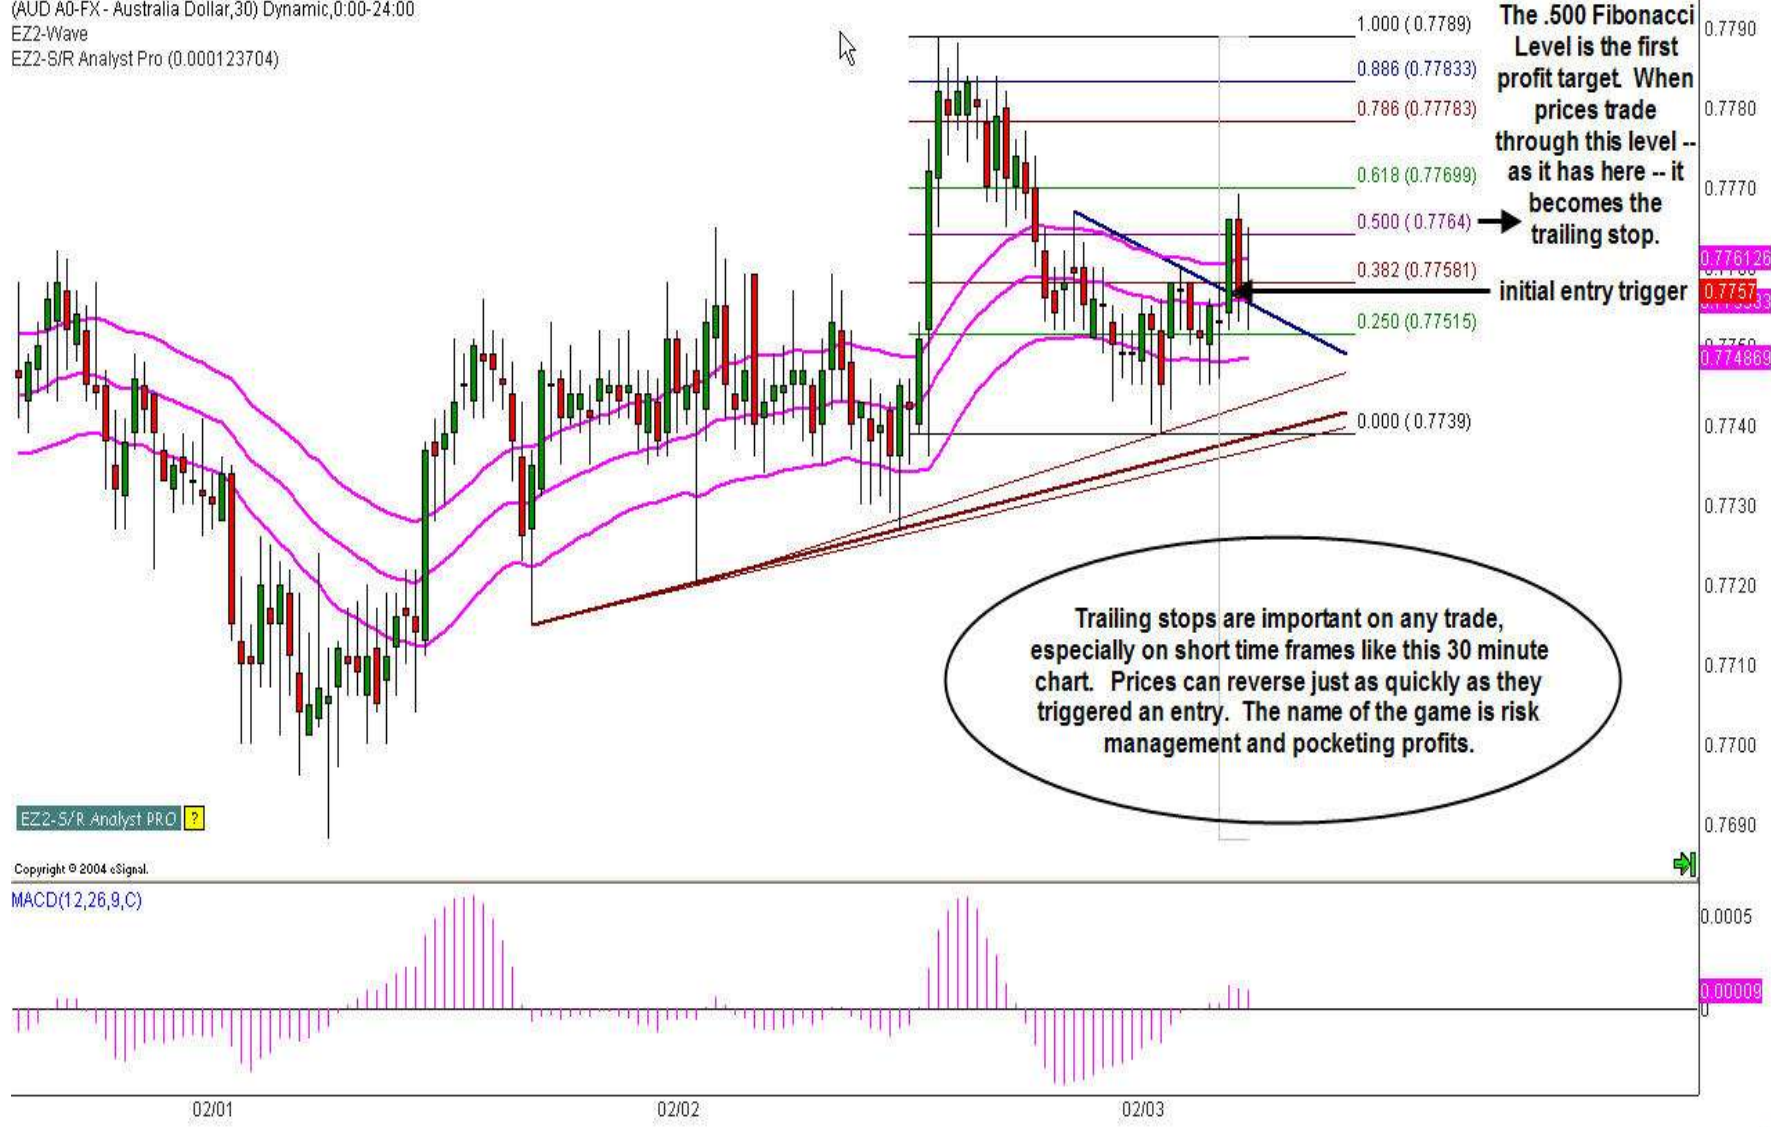 (AUD A0-FX - Australia Dollar,30) Dynamic,0:00-24:00
EZ2-Wave
EZ2-S/R Analyst Pro (0.000123704)
1.000 ( 0.7789)
0.886 (0.77833)
0.786 (0.77783)
0.618 (0.77699)
0.500 ( 0.7764)
0.382 (0.77581)
0.250 (0.77515)
0.000 ( 0.7739)
The .500 Fibonacci
Level is the first
profit target. When
prices trade
through this level --
as it has here -- it
becomes the
trailing stop.
initial entry trigger
0.7790
0.7780
0.7770
0.776126
0.7757
0.774869
0.7740
0.7730
0.7720
0.7710
0.7700
0.7690
Trailing stops are important on any trade,
especially on short time frames like this 30 minute
chart. Prices can reverse just as quickly as they
triggered an entry. The name of the game is risk
management and pocketing profits.
EZ2-S/R Analyst PRO ?
Copyright © 2004 eSignal.
MACD(12,26,9,C)
0.0005
0.00009
0
02/01
02/02
02/03